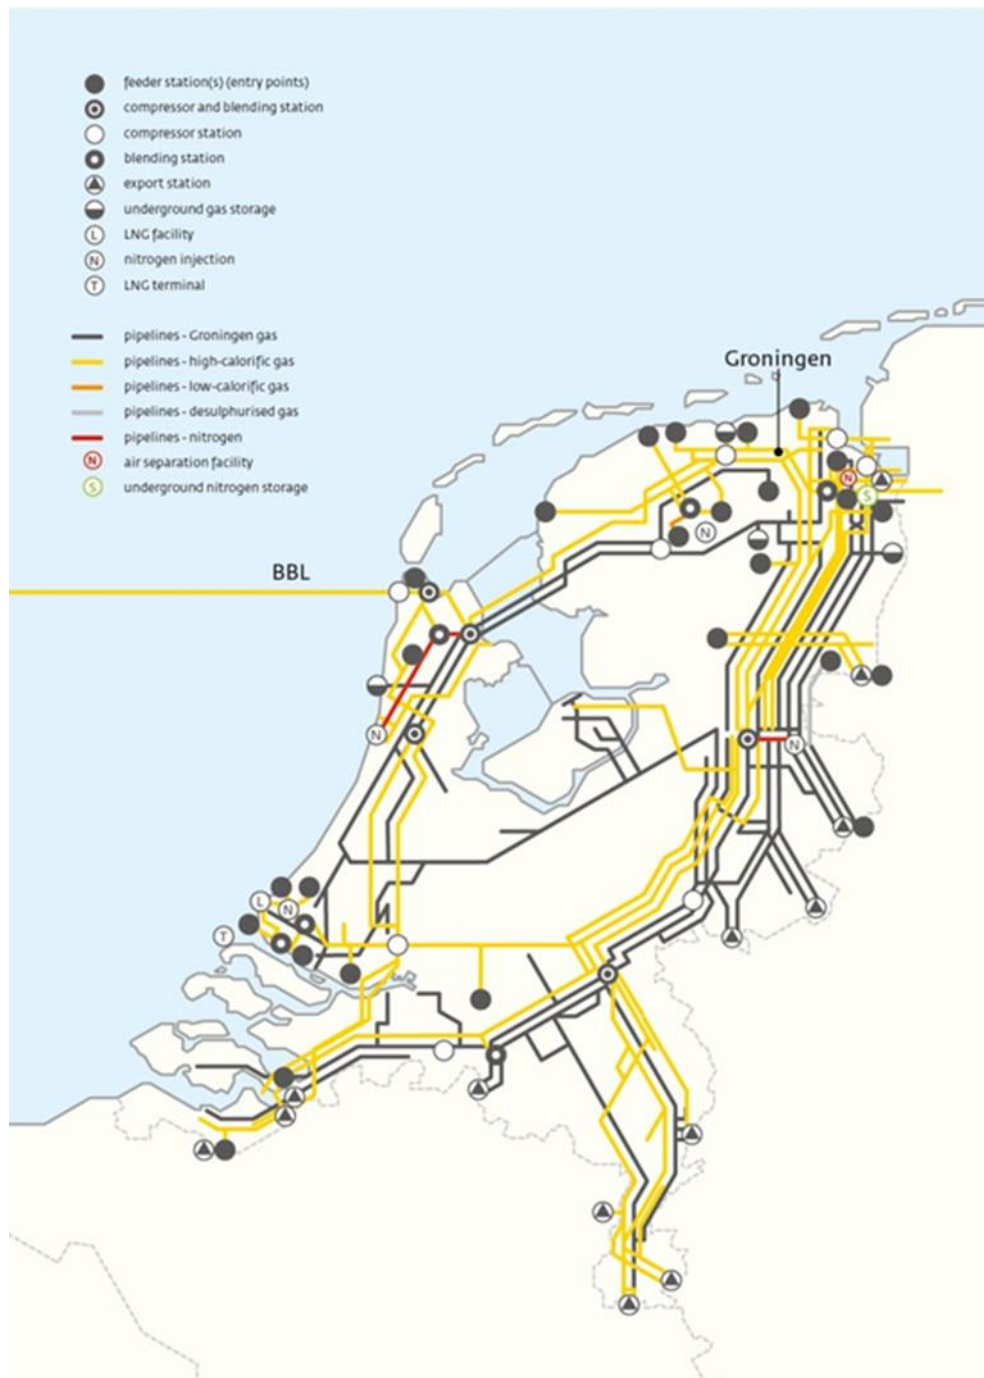 feeder station(s) (entry points)
compressor and blending station
compressor station
blending station
export station
underground gas storage
L LNG facility
N nitrogen injection
T LNG terminal
pipelines - Groningen gas
pipelines - high-calorific gas
pipelines - low-calorific gas
pipelines - desulphurised gas
pipelines - nitrogen
N air separation facility
S underground nitrogen storage
Groningen
N
S
N
BBL
N
N
L
N
T